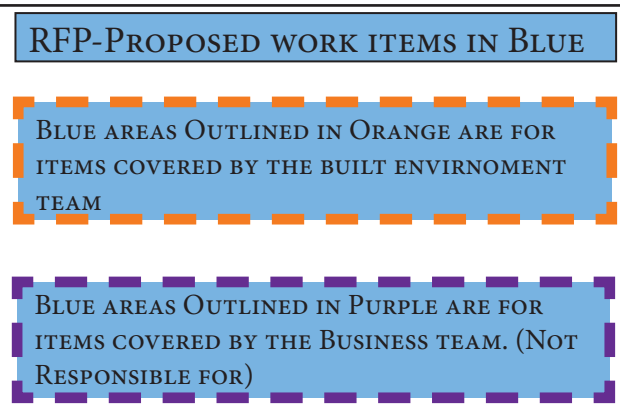 RFP-Proposed work items in Blue
Blue areas Outlined in Orange are for
items covered by the built envirnoment
team
Blue areas Outlined in Purple are for
items covered by the Business team. (Not
Responsible for)